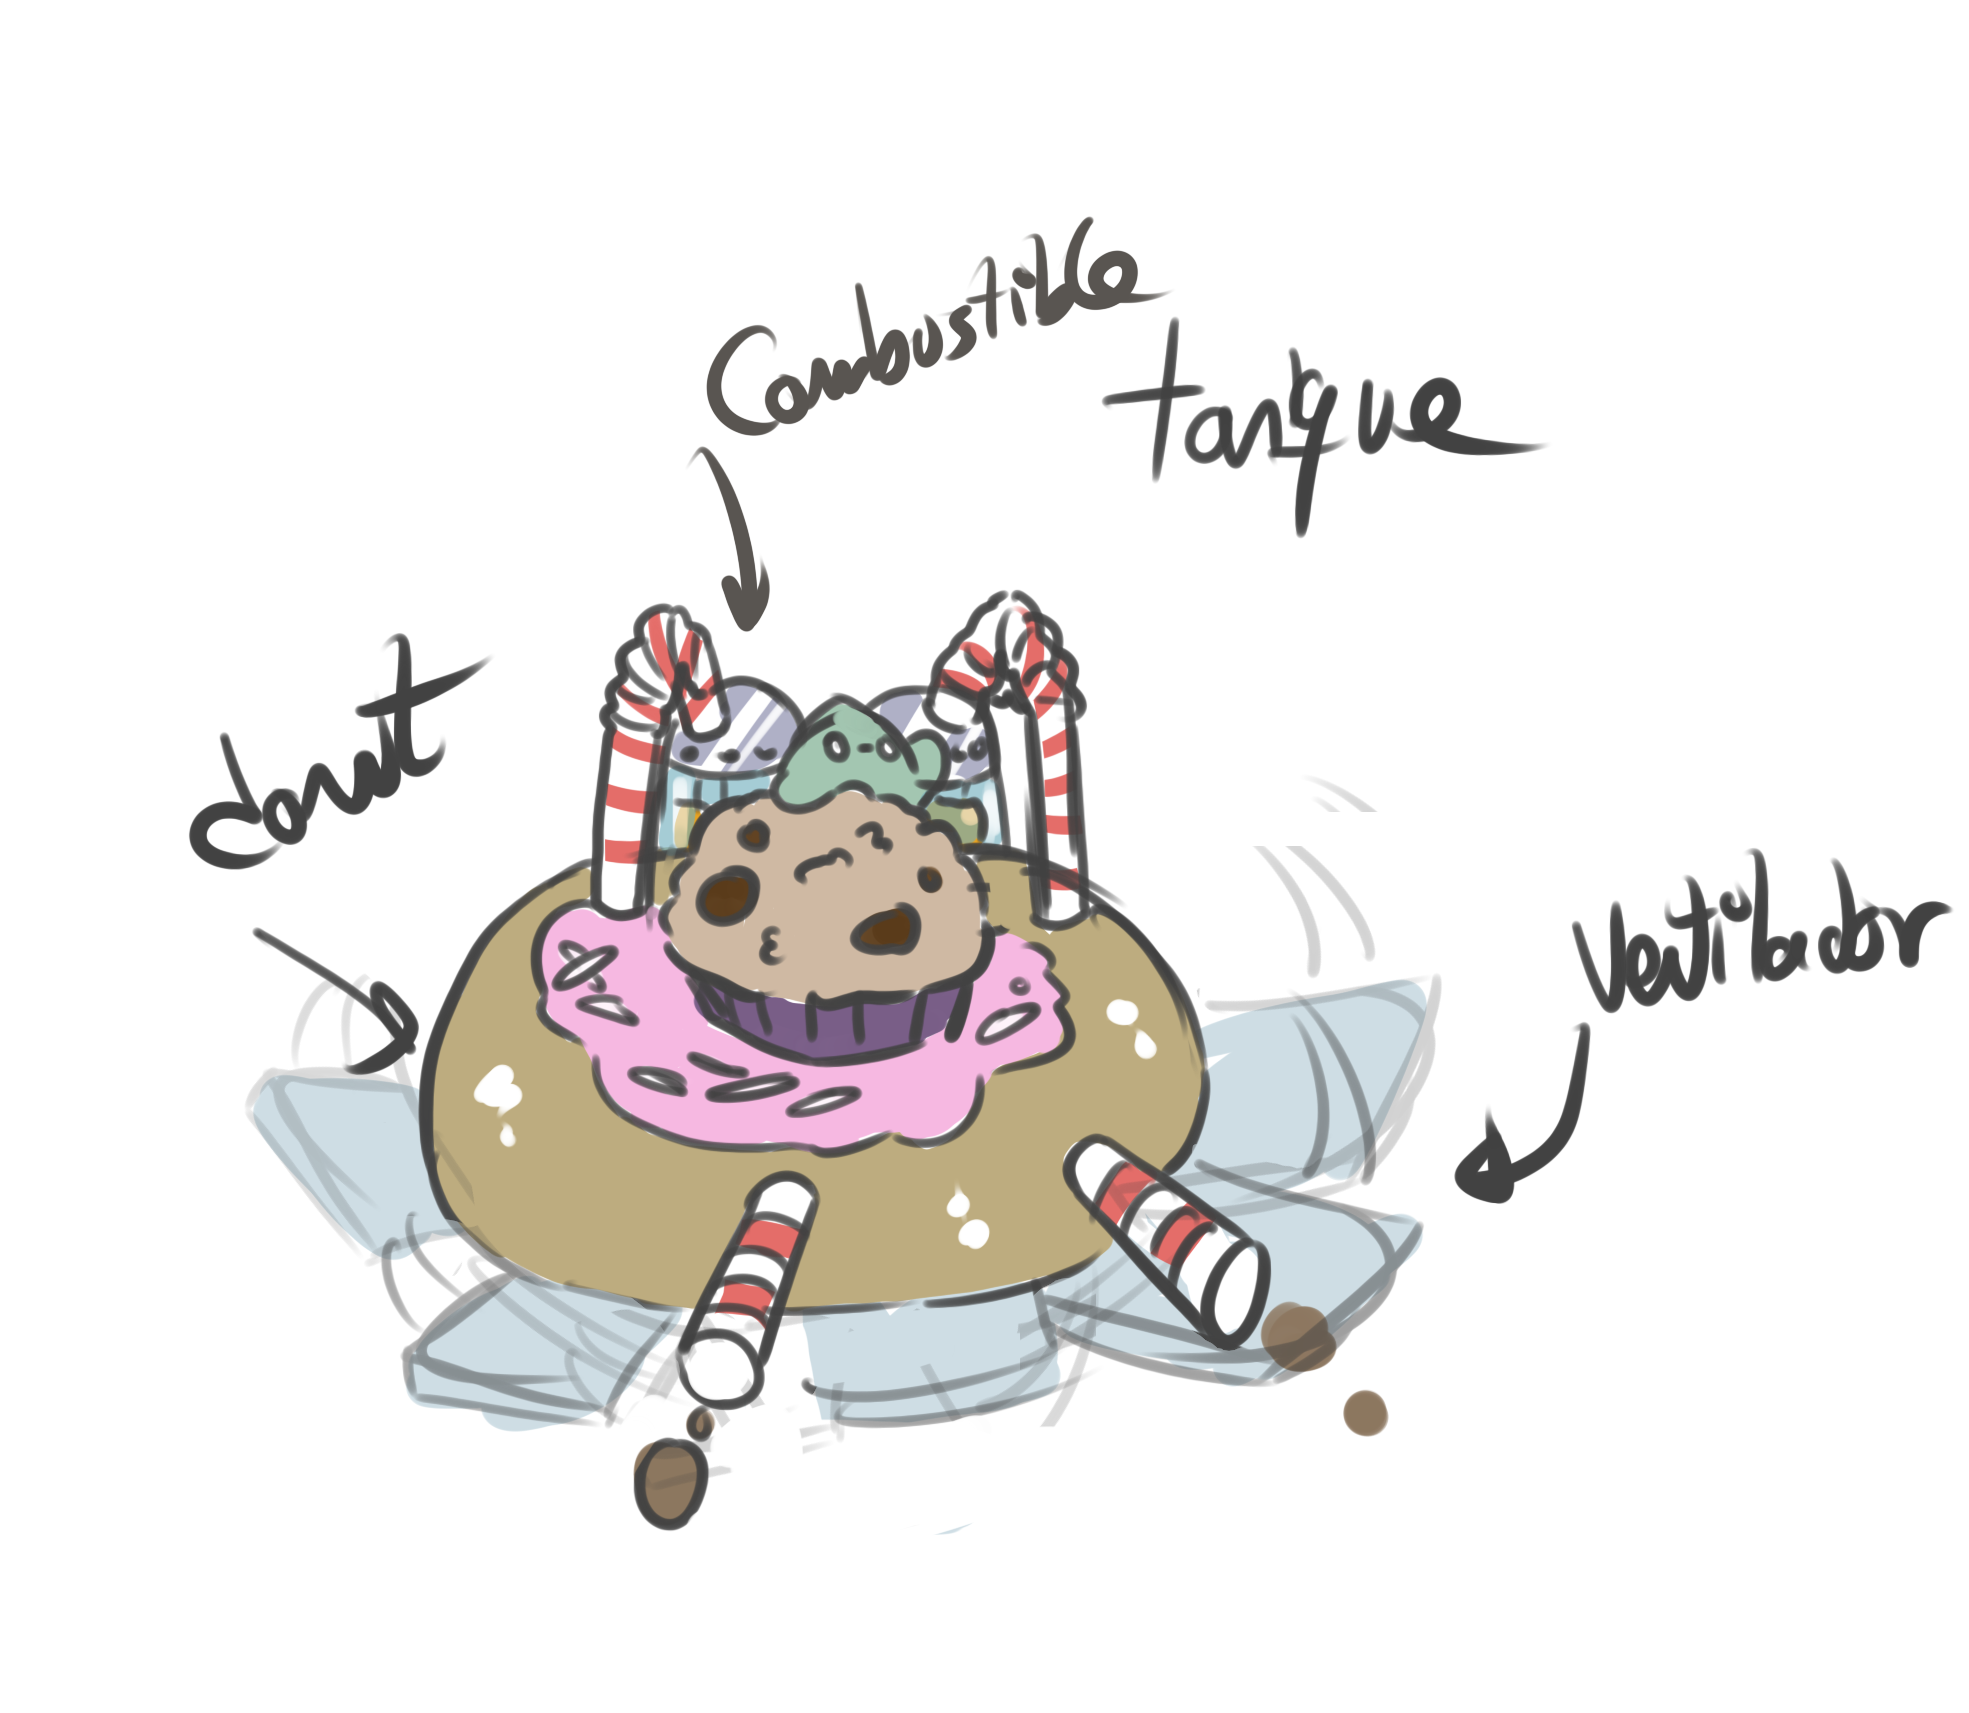 Combustible
tanque
donut
Ventilador